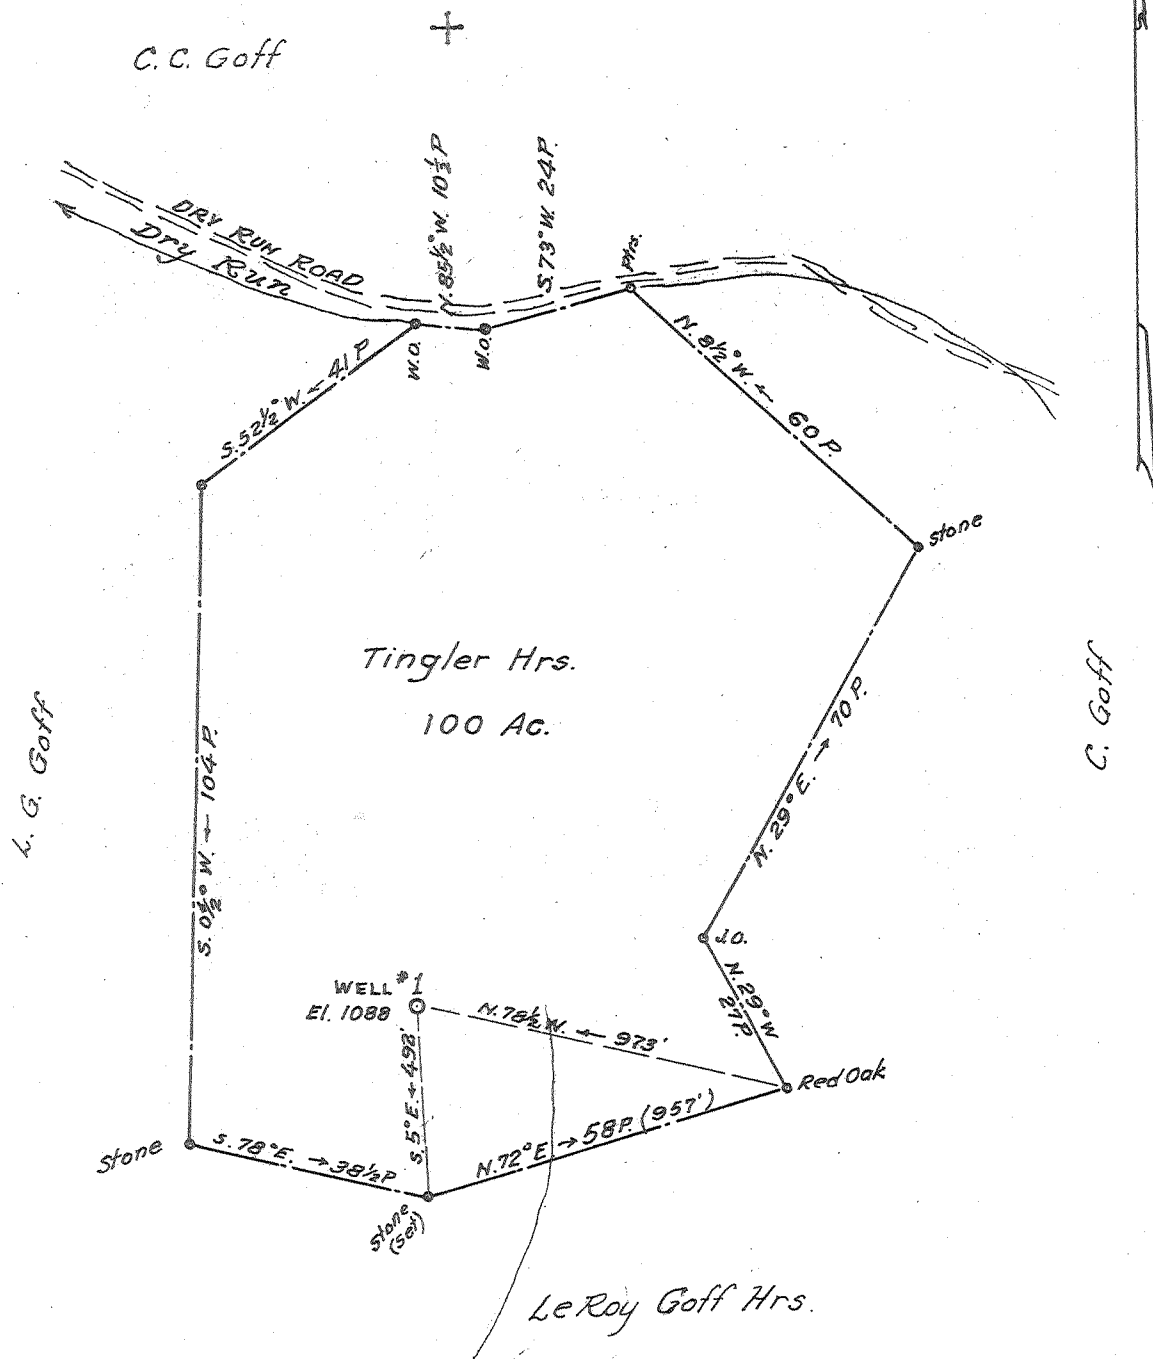 C. C. Goff
DRY RUN ROAD
Dry Run
N. 85½° W. 10½ P
S. 73° W. 24 P.
Phs.
W.O.
W.O.
S. 52½° W. ← 41 P
N. 8½° W. ← 60 P.
Stone
Tingler Hrs.
100 Ac.
L. G. Goff
C. Goff
S. 0½° W. ← 104 P.
N. 29° E. → 70 P.
J.O.
N. 29° W
27 P.
WELL #1
El. 1088
N. 78½ W. ← 973'
S. 5° E. ← 492'
Red Oak
Stone
S. 78° E. → 38½ P
N. 72° E → 58 P. (957')
Stone
(Set)
LeRoy Goff Hrs.